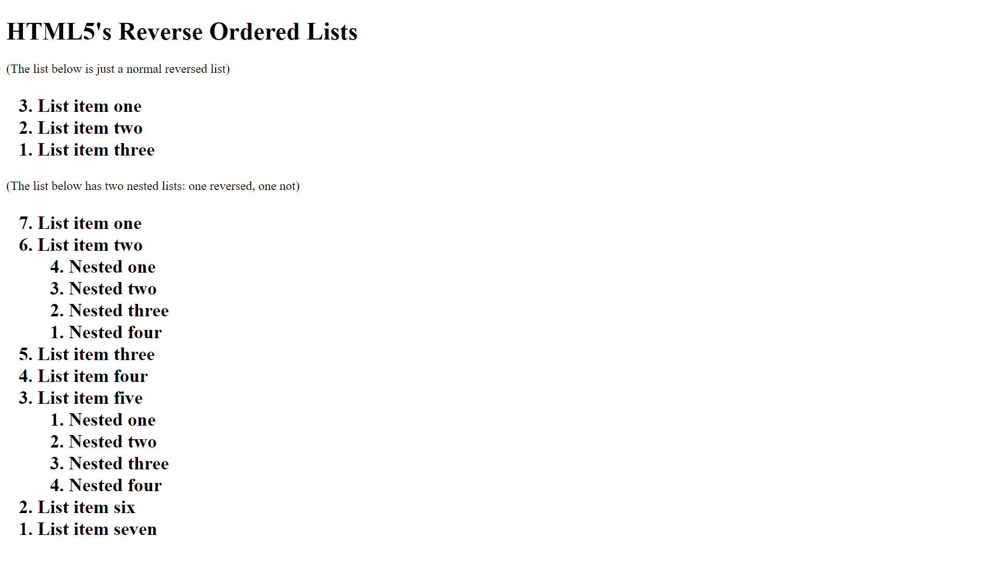 HTML5's Reverse Ordered Lists
(The list below is just a normal reversed list)
3. List item one
2. List item two
1. List item three
(The list below has two nested lists: one reversed, one not)
7. List item one
6. List item two
4. Nested one
3. Nested two
2. Nested three
1. Nested four
5. List item three
4. List item four
3. List item five
1. Nested one
2. Nested two
3. Nested three
4. Nested four
2. List item six
1. List item seven